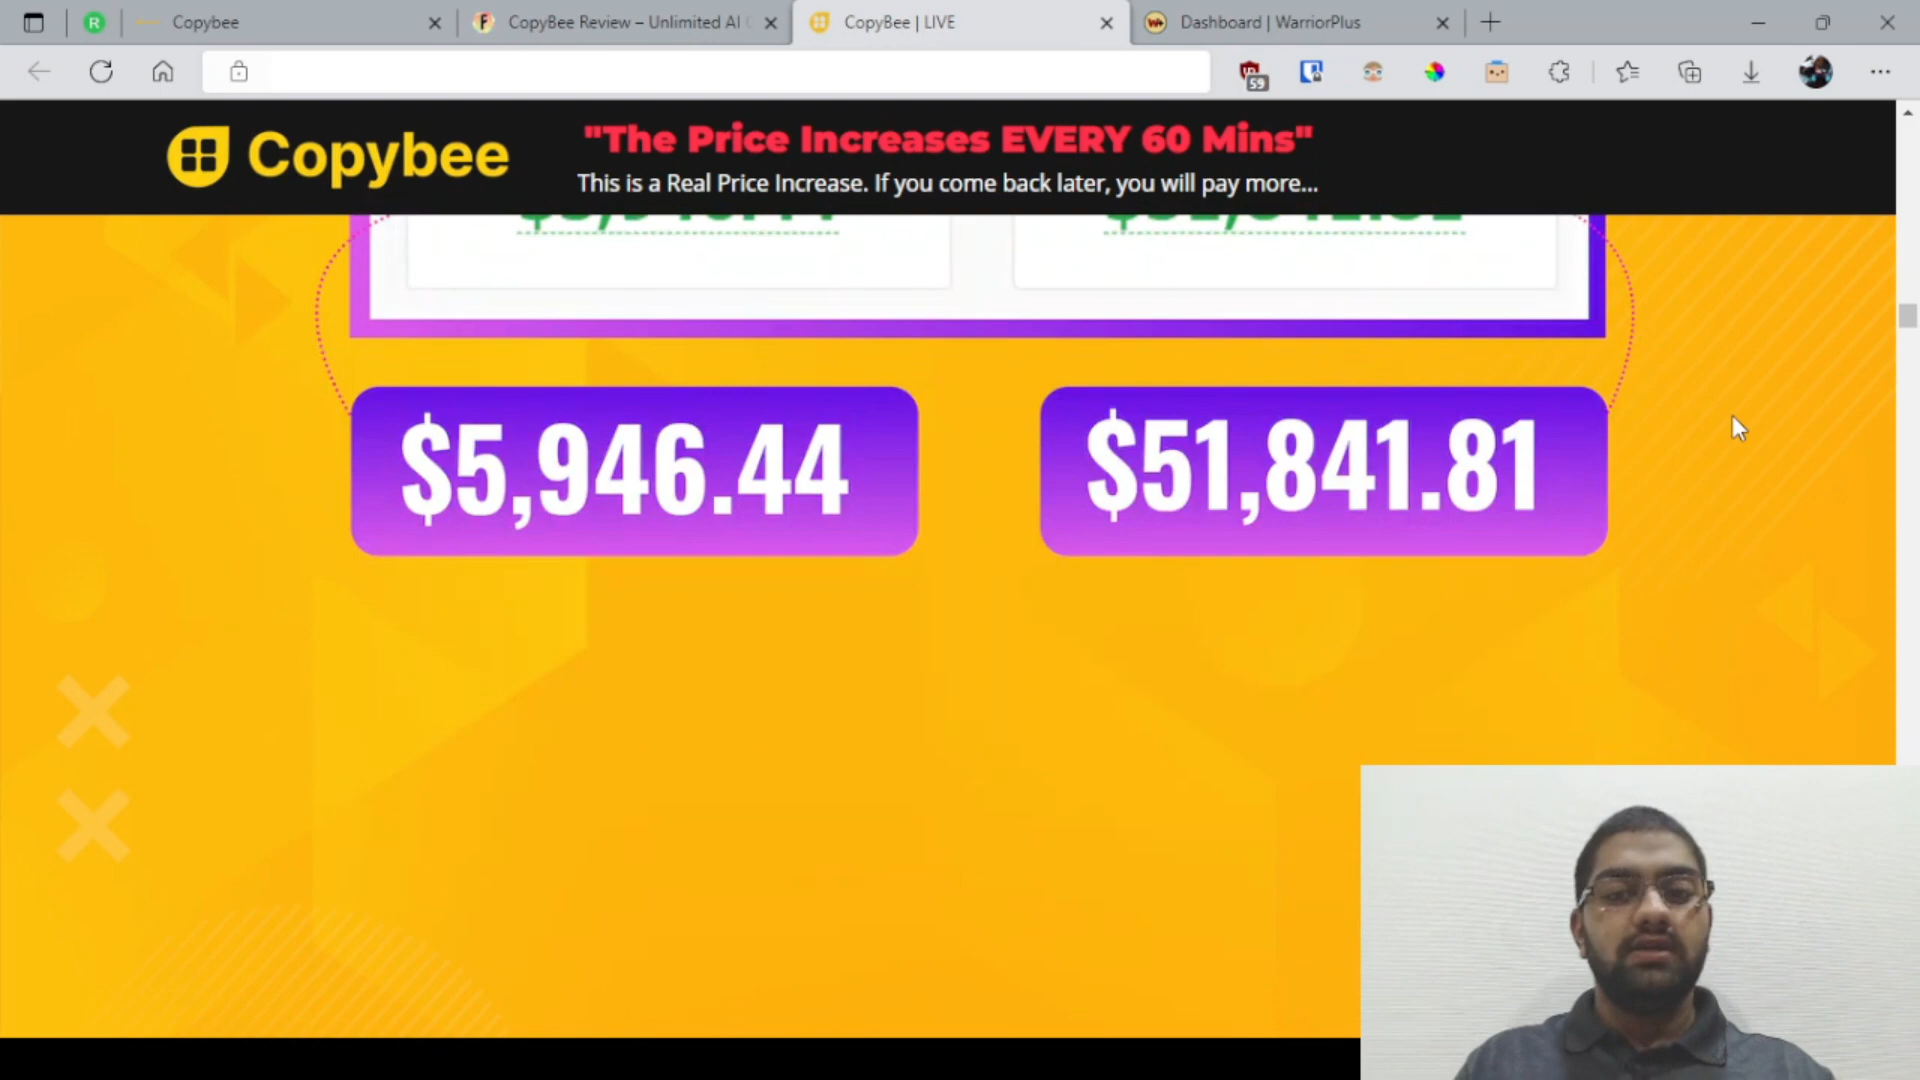 Copybee
CopyBee Review – Unlimited AI
CopyBee | LIVE
Dashboard | WarriorPlus
59
Copybee
"The Price Increases EVERY 60 Mins"
This is a Real Price Increase. If you come back later, you will pay more...
$5,946.44
$51,841.81